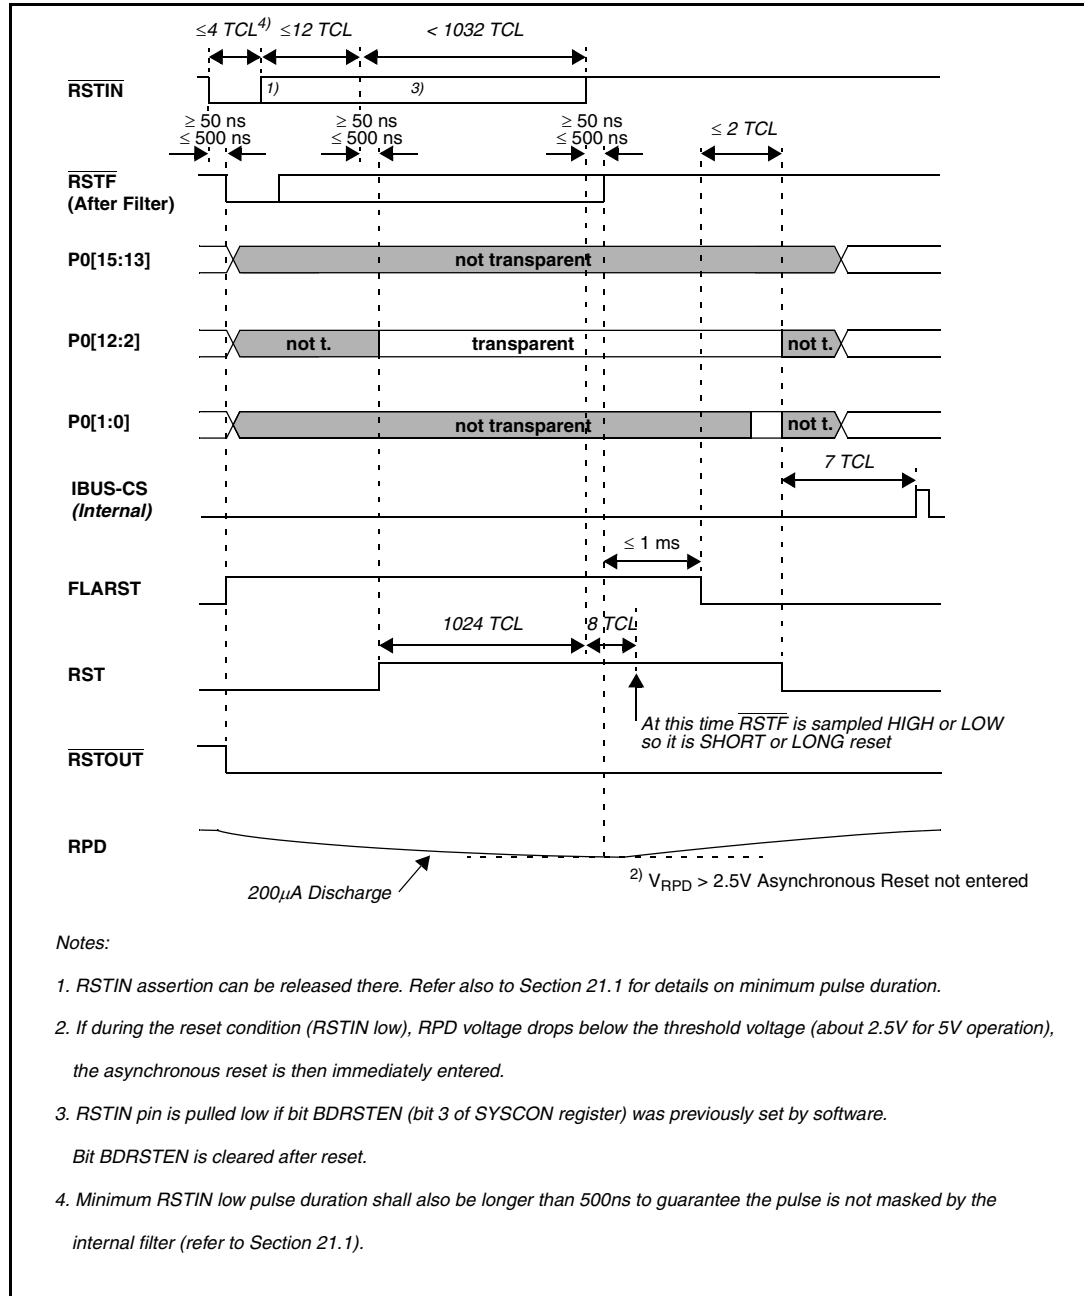 ≤4 TCL4) ≤12 TCL < 1032 TCL
RSTIN 1) 3)
≥ 50 ns ≥ 50 ns ≥ 50 ns
≤ 500 ns ≤ 500 ns ≤ 500 ns ≤ 2 TCL
RSTF
(After Filter)
P0[15:13] not transparent
P0[12:2] not t. transparent not t.
P0[1:0] not transparent not t.
7 TCL
IBUS-CS
(Internal)
≤ 1 ms
FLARST
1024 TCL 8 TCL
RST
At this time RSTF is sampled HIGH or LOW
so it is SHORT or LONG reset
RSTOUT
RPD
200μA Discharge
2) VRPD > 2.5V Asynchronous Reset not entered
Notes:
1. RSTIN assertion can be released there. Refer also to Section 21.1 for details on minimum pulse duration.
2. If during the reset condition (RSTIN low), RPD voltage drops below the threshold voltage (about 2.5V for 5V operation),
the asynchronous reset is then immediately entered.
3. RSTIN pin is pulled low if bit BDRSTEN (bit 3 of SYSCON register) was previously set by software.
Bit BDRSTEN is cleared after reset.
4. Minimum RSTIN low pulse duration shall also be longer than 500ns to guarantee the pulse is not masked by the
internal filter (refer to Section 21.1).